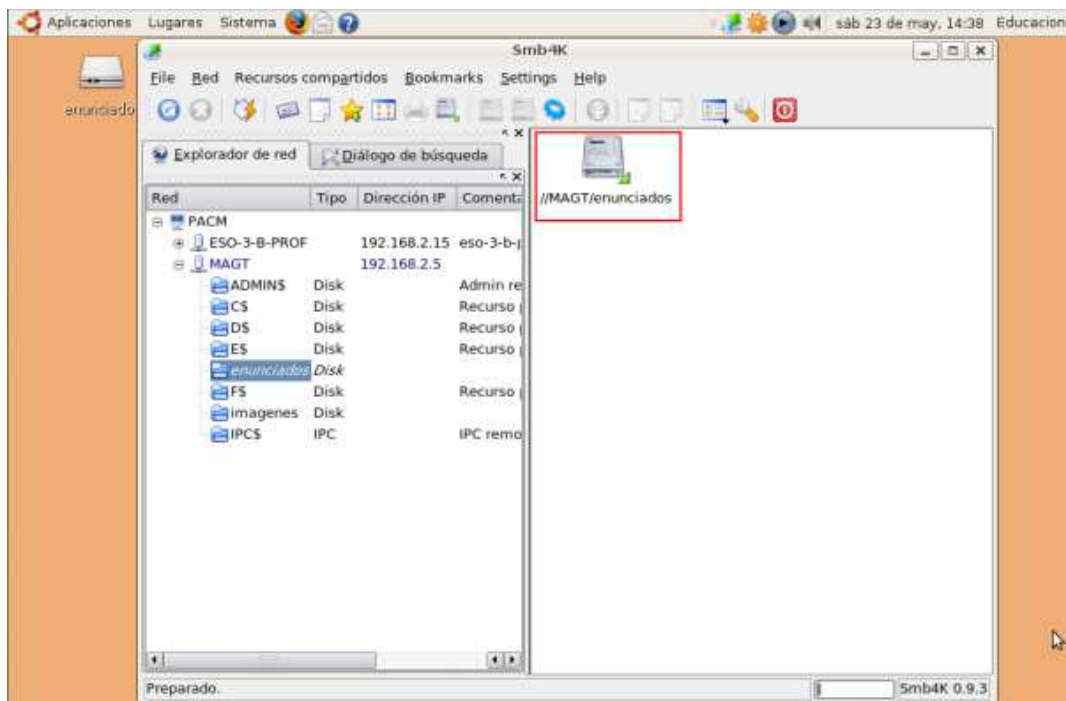 Aplicaciones Lugares Sistema sáb 23 de may, 14:38 Educacion
enunciado
Smb4K
File Red Recursos compartidos Bookmarks Settings Help
Explorador de red Diálogo de búsqueda
Red Tipo Dirección IP Comenta
PACM
ESO-3-B-PROF 192.168.2.15 eso-3-b-p
MAGT 192.168.2.5
ADMIN$ Disk Admin re
C$ Disk Recurso p
D$ Disk Recurso p
E$ Disk Recurso p
enunciados Disk
F$ Disk Recurso p
imagenes Disk
IPC$ IPC IPC remo
//MAGT/enunciados
Preparado. Smb4K 0.9.3